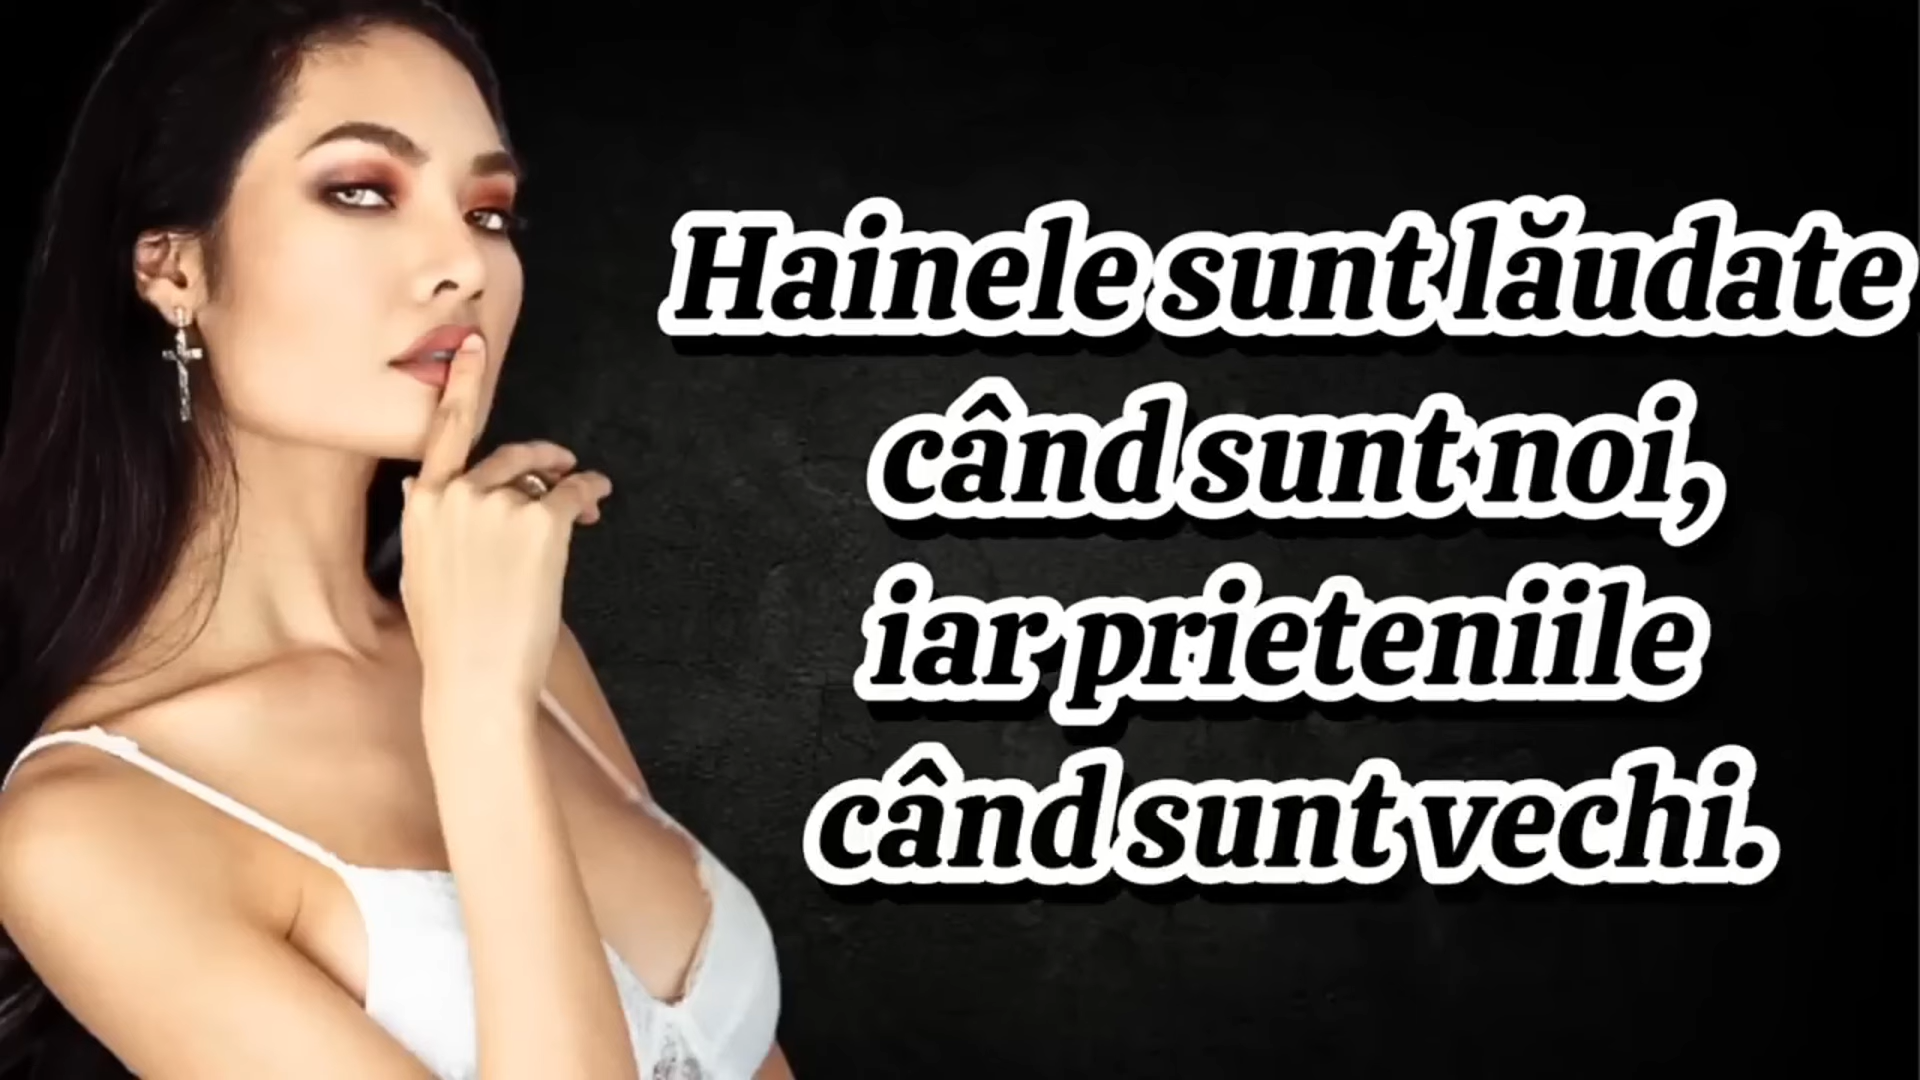 Hainele sunt lăudate
când sunt noi,
iar prieteniile
când sunt vechi.